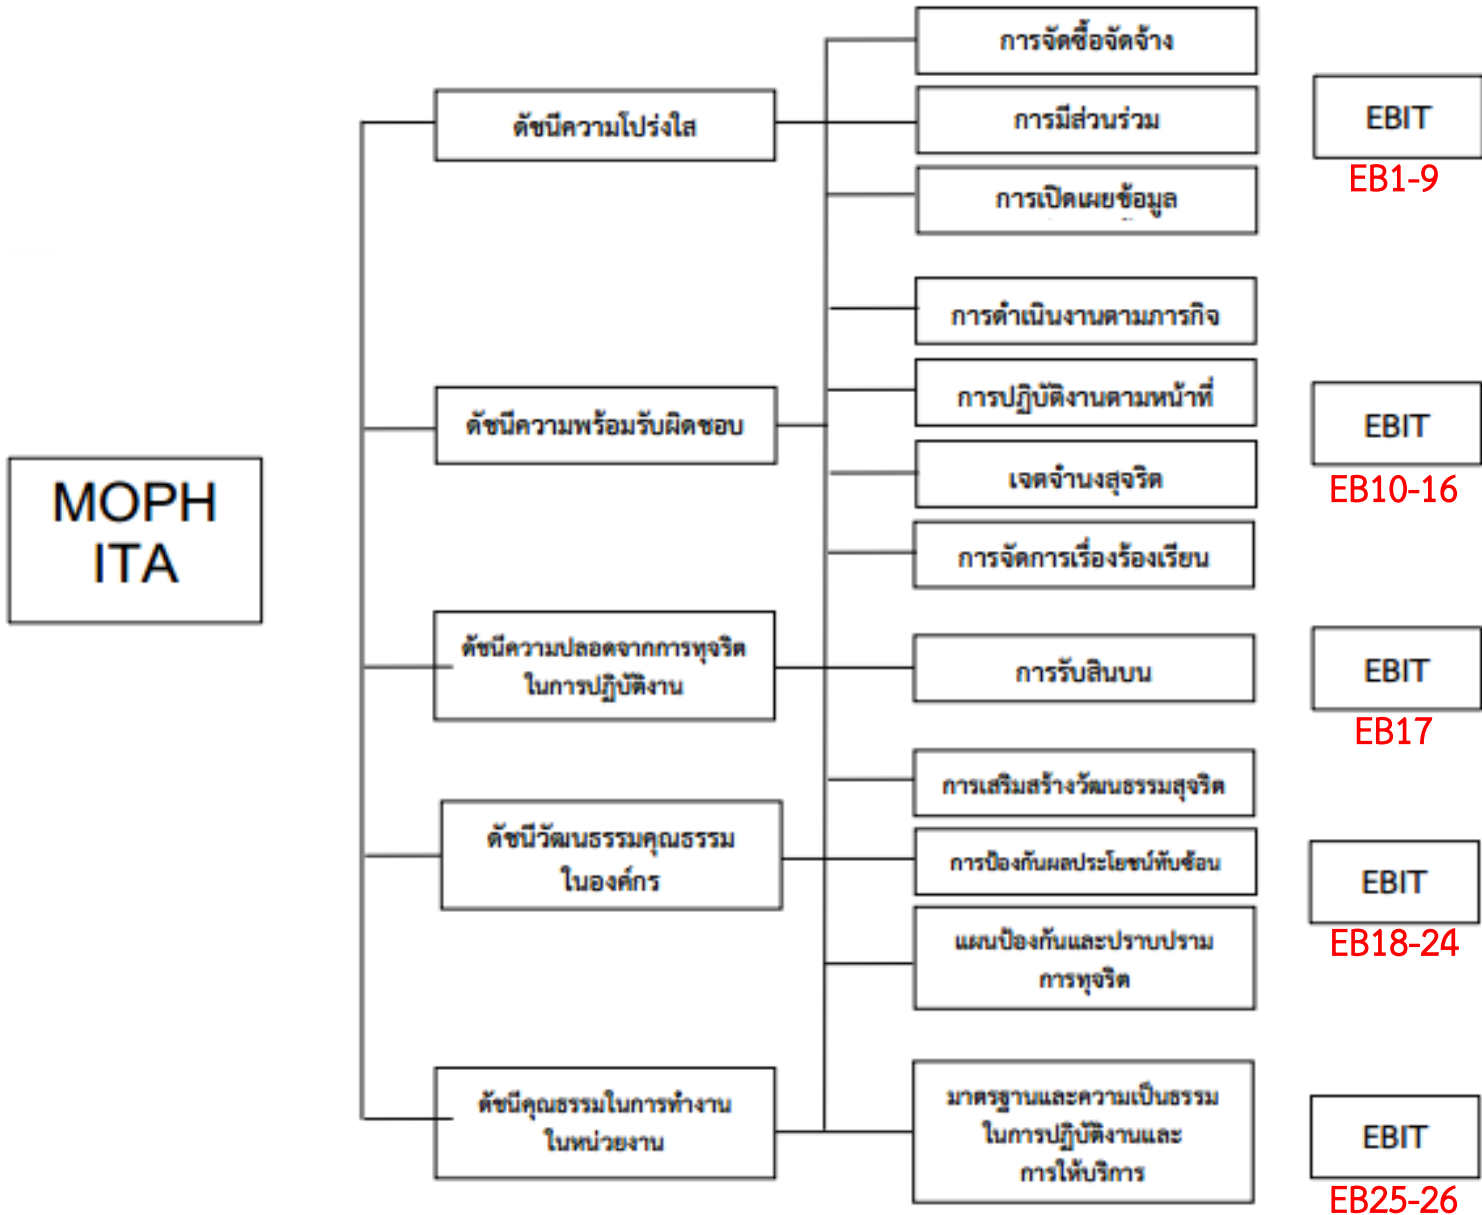 MOPH
ITA
ดัชนีความโปร่งใส
การจัดซื้อจัดจ้าง
การมีส่วนร่วม
การเปิดเผยข้อมูล
EBIT
EB1-9
ดัชนีความพร้อมรับผิดชอบ
การดำเนินงานตามภารกิจ
การปฏิบัติงานตามหน้าที่
เจตจำนงสุจริต
การจัดการเรื่องร้องเรียน
EBIT
EB10-16
ดัชนีความปลอดจากการทุจริต
ในการปฏิบัติงาน
การรับสินบน
EBIT
EB17
ดัชนีวัฒนธรรมคุณธรรม
ในองค์กร
การเสริมสร้างวัฒนธรรมสุจริต
การป้องกันผลประโยชน์ทับซ้อน
แผนป้องกันและปราบปราม
การทุจริต
EBIT
EB18-24
ดัชนีคุณธรรมในการทำงาน
ในหน่วยงาน
มาตรฐานและความเป็นธรรม
ในการปฏิบัติงานและ
การให้บริการ
EBIT
EB25-26